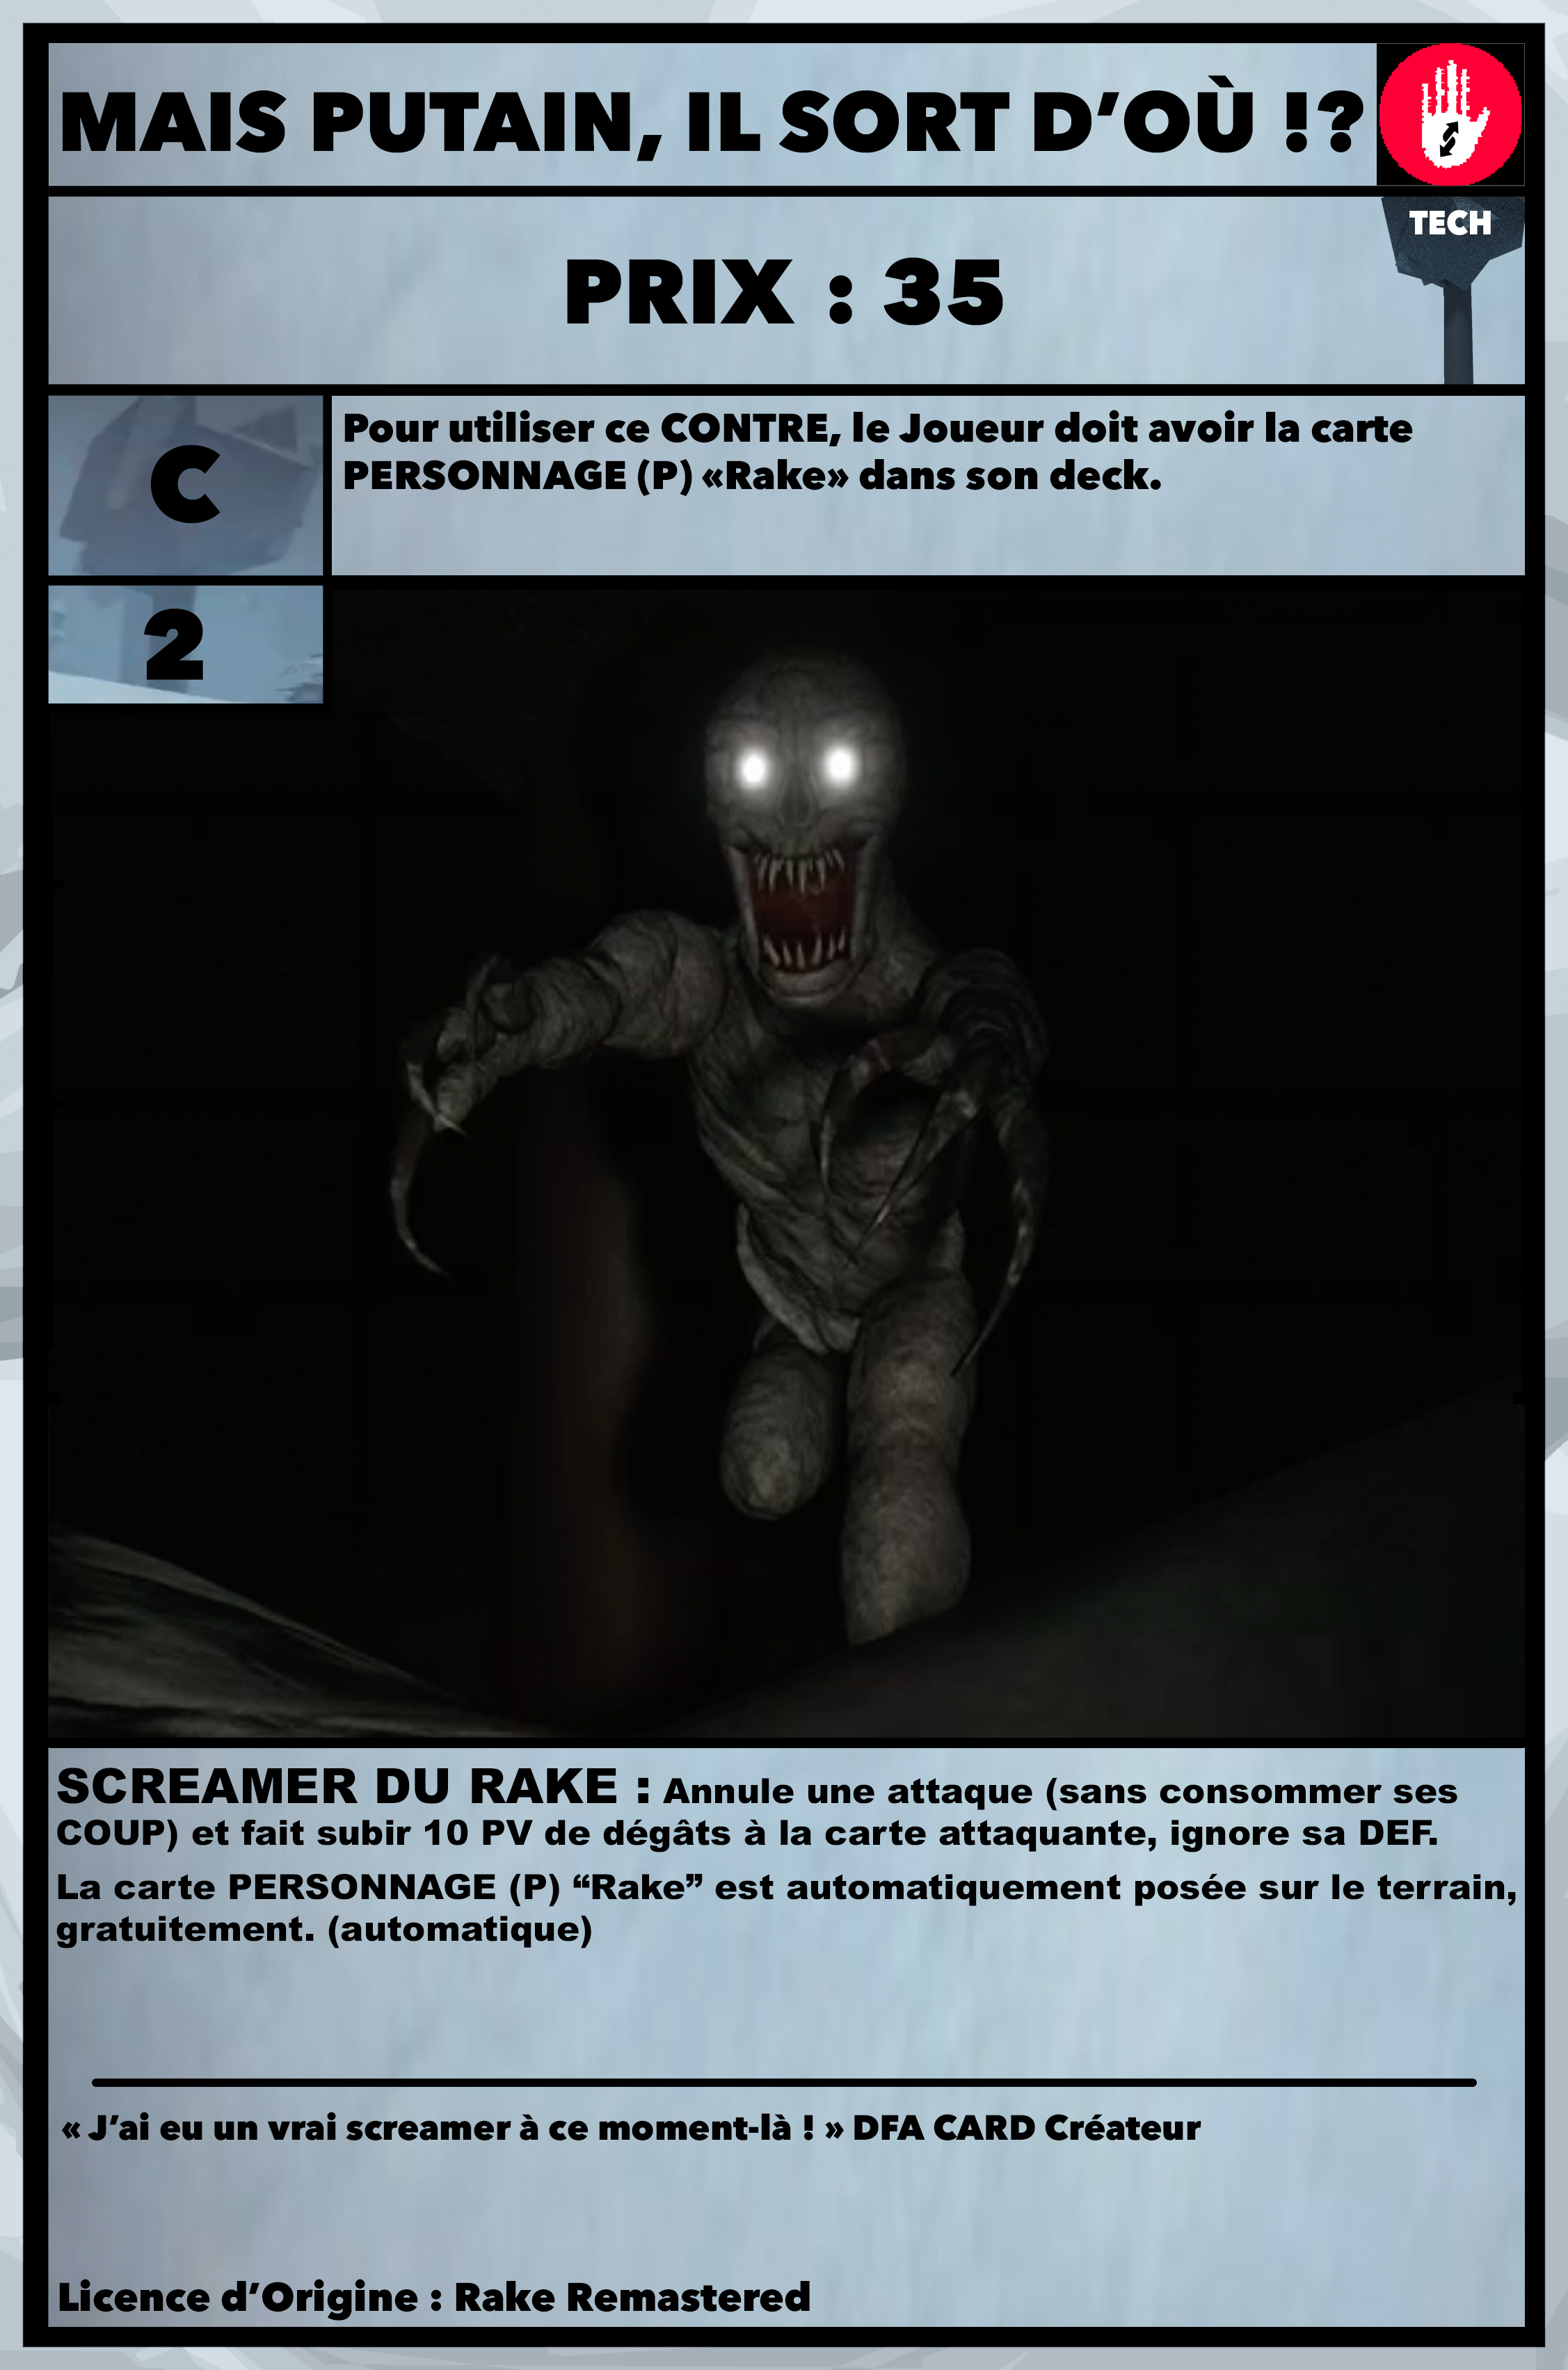 MAIS PUTAIN, IL SORT D’OÙ !?
TECH
PRIX : 35
C
Pour utiliser ce CONTRE, le Joueur doit avoir la carte
PERSONNAGE (P) «Rake» dans son deck.
2
SCREAMER DU RAKE : Annule une attaque (sans consommer ses
COUP) et fait subir 10 PV de dégâts à la carte attaquante, ignore sa DEF.
La carte PERSONNAGE (P) “Rake” est automatiquement posée sur le terrain,
gratuitement. (automatique)
« J’ai eu un vrai screamer à ce moment-là ! » DFA CARD Créateur
Licence d’Origine : Rake Remastered